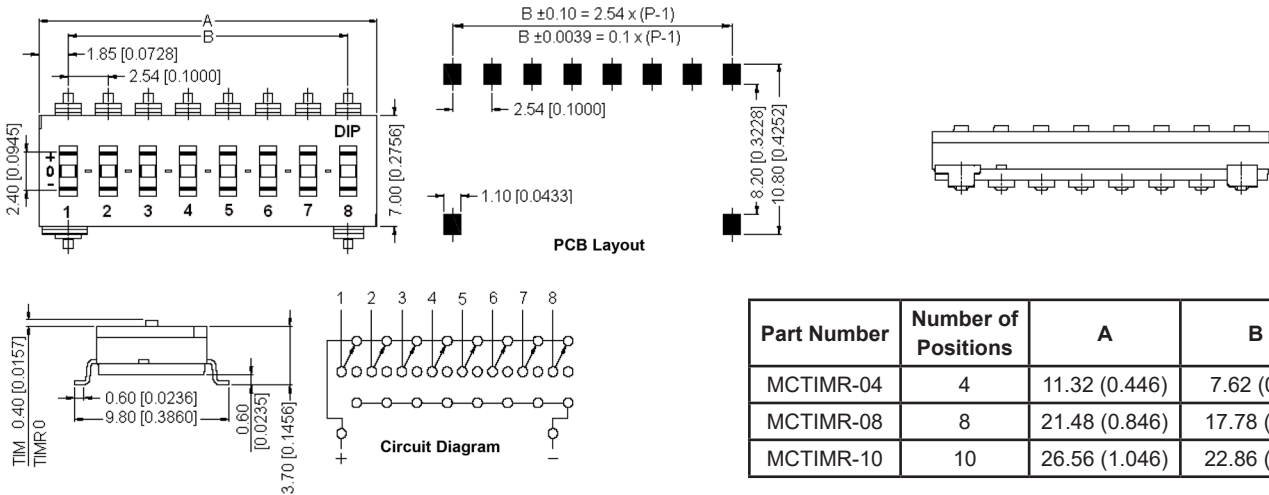 A
B
1.85 [0.0728]
2.54 [0.1000]
DIP
2.40 [0.0945]
+
0
-
7.00 [0.2756]
1 2 3 4 5 6 7 8
B ±0.10 = 2.54 x (P-1)
B ±0.0039 = 0.1 x (P-1)
2.54 [0.1000]
8.20 [0.3228]
10.80 [0.4252]
1.10 [0.0433]
PCB Layout
TIM 0.40 [0.0157]
TIMR 0
0.60 [0.0236]
9.80 [0.3860]
0.60
[0.0235]
3.70 [0.1456]
1 2 3 4 5 6 7 8
+
Circuit Diagram
−
Part Number Number of Positions A B
MCTIMR-04 4 11.32 (0.446) 7.62
MCTIMR-08 8 21.48 (0.846) 17.78
MCTIMR-10 10 26.56 (1.046) 22.86